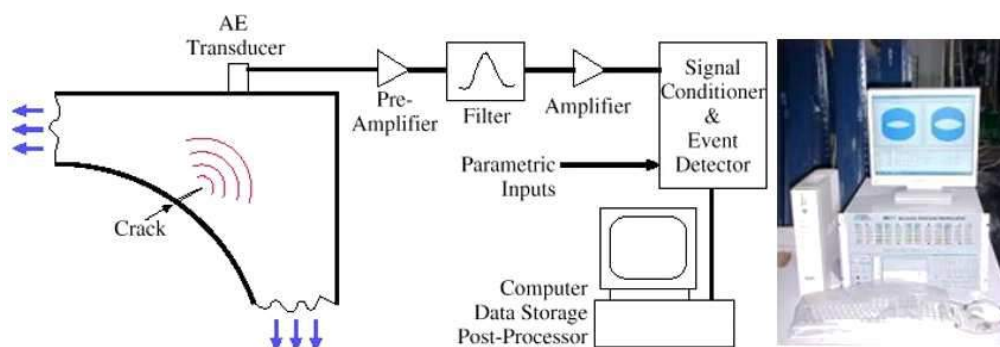 AE
Transducer
Pre-
Amplifier
Filter
Amplifier
Signal
Conditioner
&
Event
Detector
Parametric
Inputs
Crack
Computer
Data Storage
Post-Processor